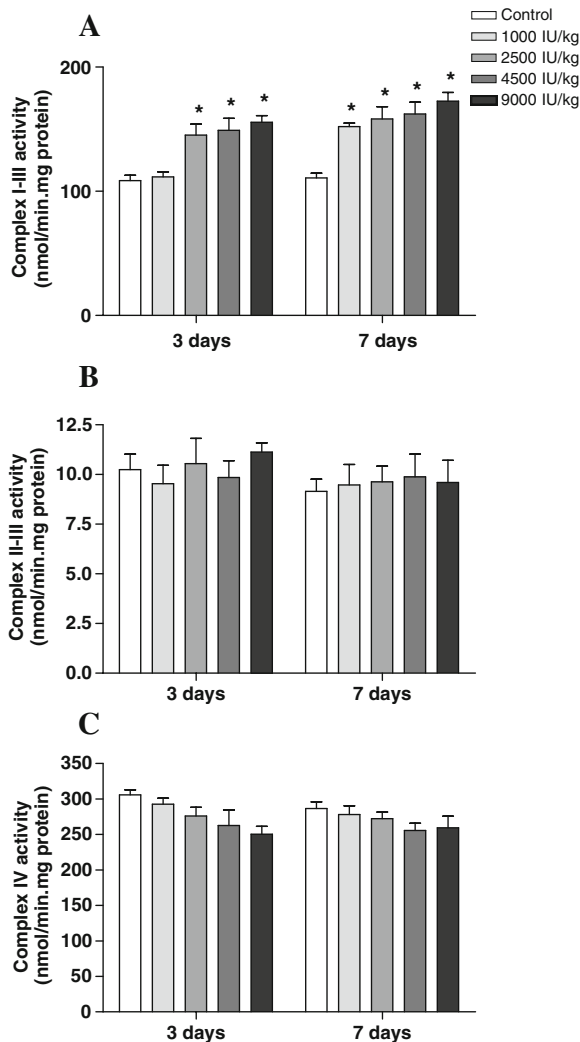 A
Control
1000 IU/kg
2500 IU/kg
4500 IU/kg
9000 IU/kg
Complex I-III activity
(nmol/min.mg protein)
200
100
0
* * *
* * * *
3 days
7 days
B
Complex II-III activity
(nmol/min.mg protein)
12.5
10.0
7.5
5.0
2.5
0.0
3 days
7 days
C
Complex IV activity
(nmol/min.mg protein)
350
300
250
200
150
100
50
0
3 days
7 days